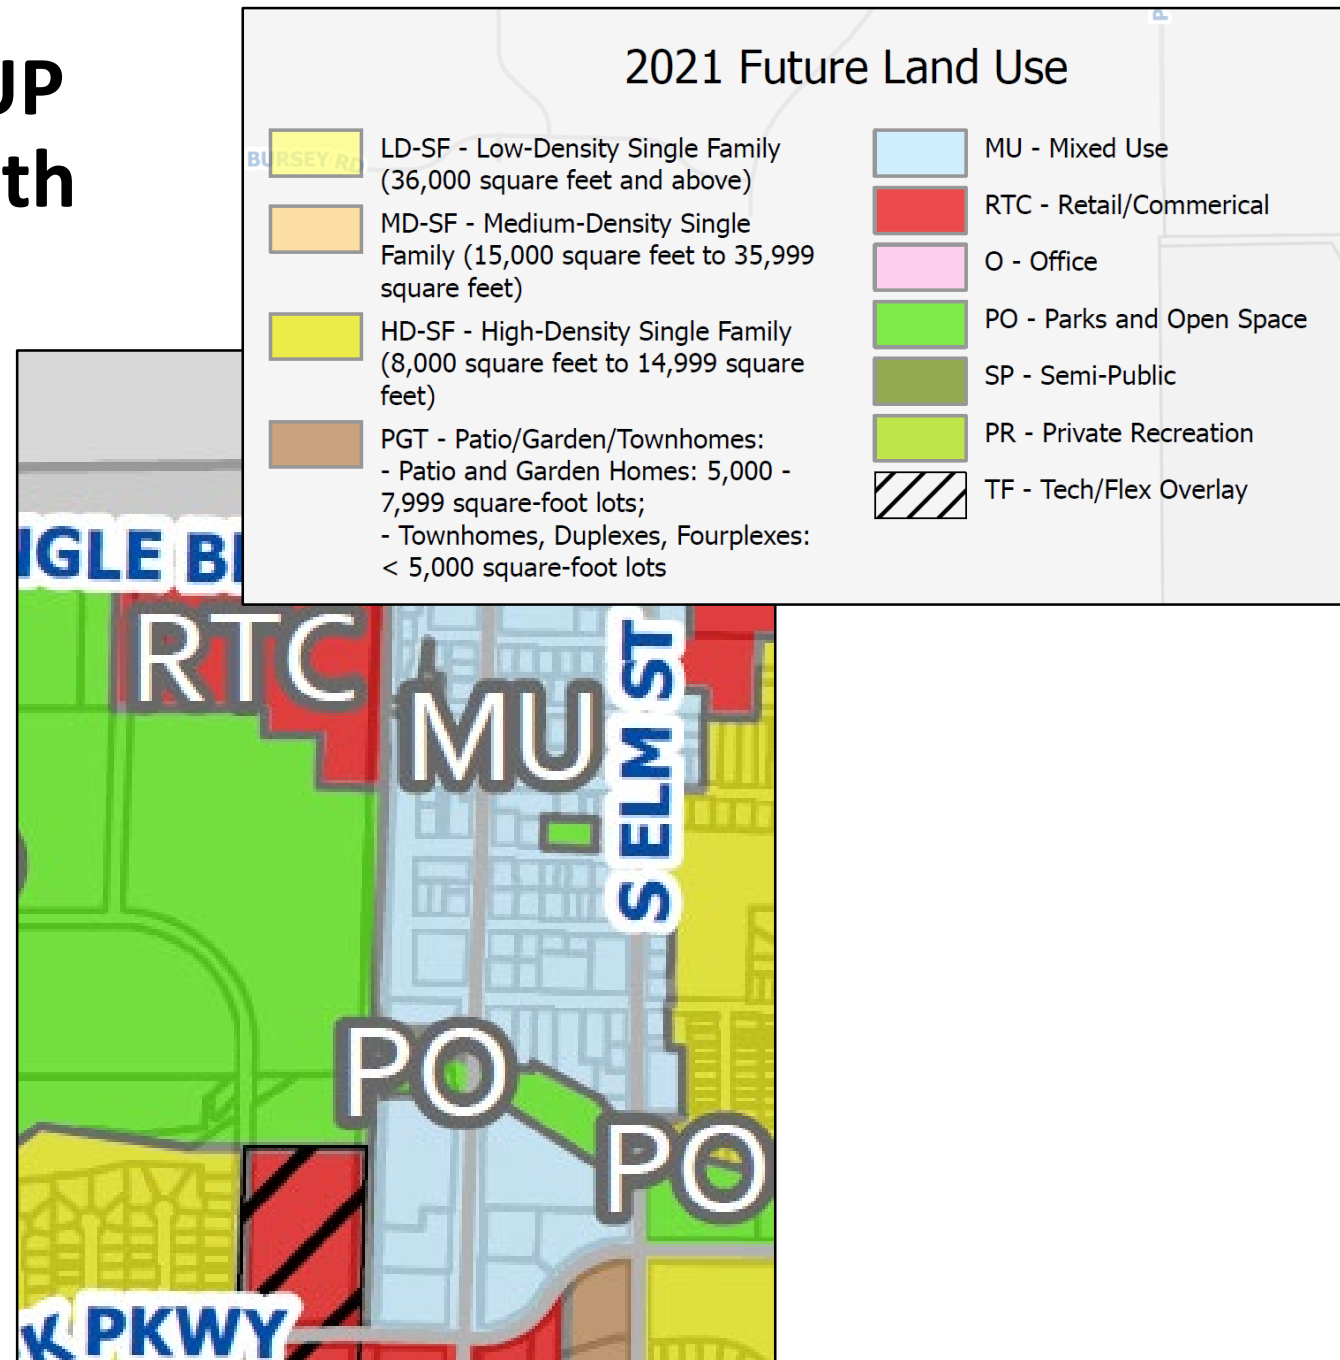 UP
th
2021 Future Land Use
BURSEY RD
LD-SF - Low-Density Single Family
(36,000 square feet and above)
MD-SF - Medium-Density Single
Family (15,000 square feet to 35,999
square feet)
HD-SF - High-Density Single Family
(8,000 square feet to 14,999 square
feet)
PGT - Patio/Garden/Townhomes:
- Patio and Garden Homes: 5,000 -
7,999 square-foot lots;
- Townhomes, Duplexes, Fourplexes:
< 5,000 square-foot lots
MU - Mixed Use
RTC - Retail/Commerical
O - Office
PO - Parks and Open Space
SP - Semi-Public
PR - Private Recreation
TF - Tech/Flex Overlay
NGLE B
RTC
MU
S ELM ST
PO
PO
K PKWY